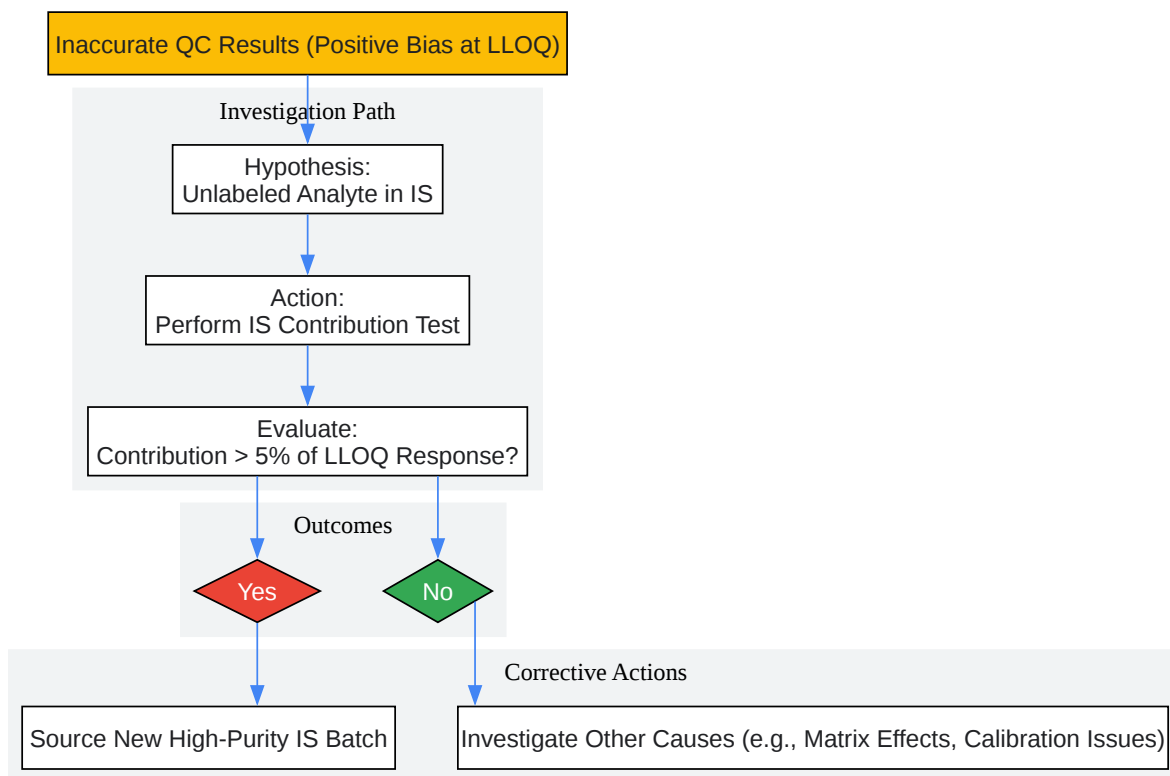 Inaccurate QC Results (Positive Bias at LLOQ)
Investigation Path
Hypothesis:
Unlabeled Analyte in IS
Action:
Perform IS Contribution Test
Evaluate:
Contribution > 5% of LLOQ Response?
Outcomes
Yes
No
Corrective Actions
Source New High-Purity IS Batch
Investigate Other Causes (e.g., Matrix Effects, Calibration Issues)